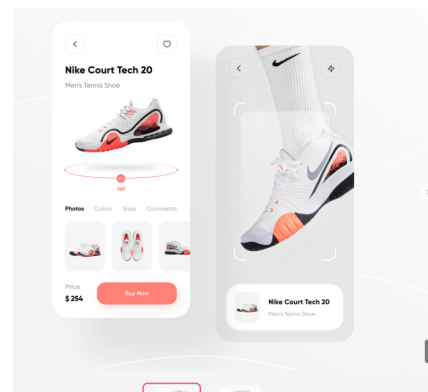 Nike Court Tech 20
Men's Tennis Shoe
360°
Photos Colors Sizes Comments
Price
$ 254
Buy Now
Nike Court Tech 20
Men's Tennis Shoe